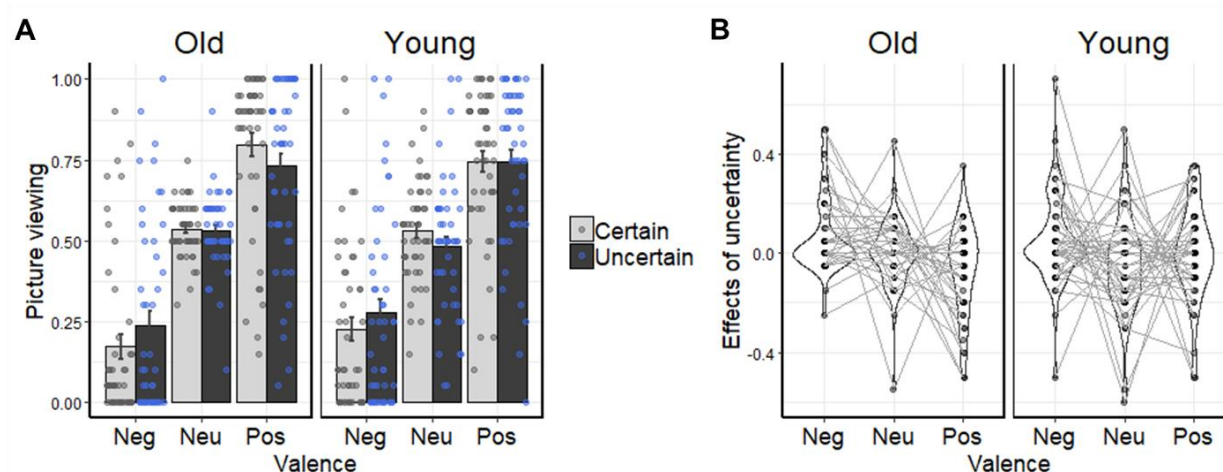 A
Old Young
Picture viewing
1.00
0.75
0.50
0.25
0.00
Neg Neu Pos Neg Neu Pos
Valence
Certain
Uncertain
B
Old Young
Effects of uncertainty
0.4
0.0
-0.4
Neg Neu Pos Neg Neu Pos
Valence